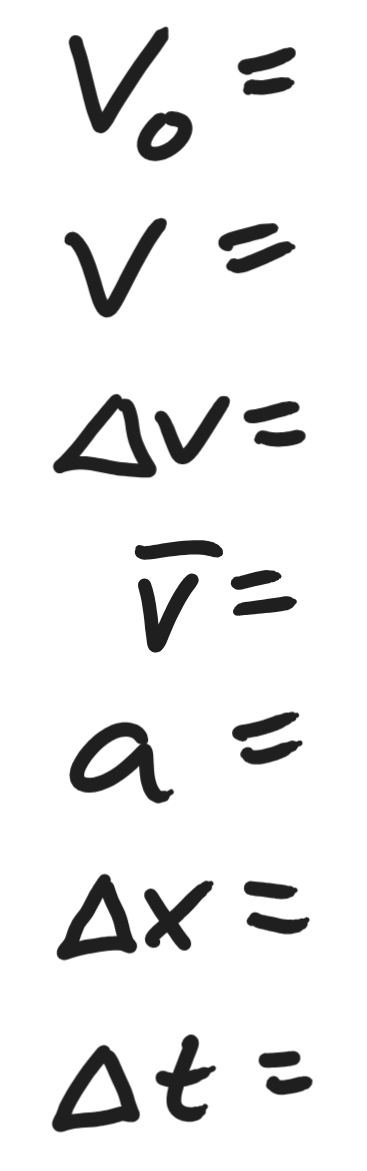 V₀ =
v =
Δv =
v̅ =
a =
Δx =
Δt =